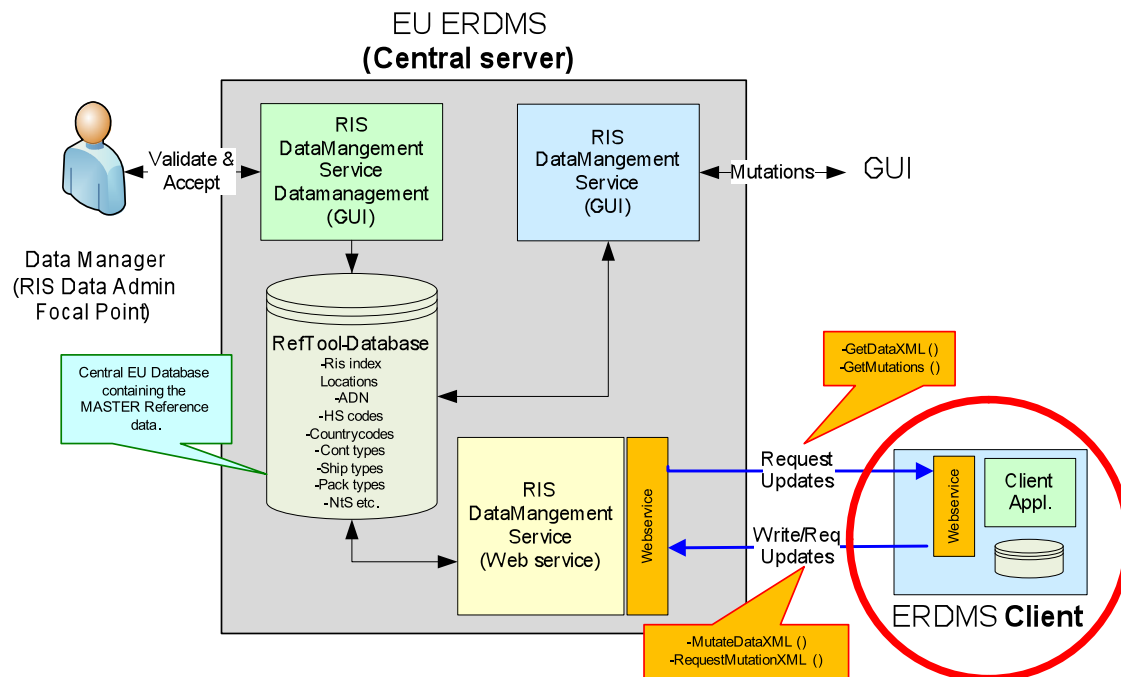 EU ERDMS
(Central server)
RIS
DataMangement
Service
Datamanagement
(GUI)
RIS
DataMangement
Service
(GUI)
Validate &
Accept
Mutations
GUI
Data Manager
(RIS Data Admin
Focal Point)
RefTool-Database
-Ris index
Locations
-ADN
-HS codes
-Countrycodes
-Cont types
-Ship types
-Pack types
-NtS etc.
Central EU Database
containing the
MASTER Reference
data.
-GetDataXML ()
-GetMutations ()
RIS
DataMangement
Service
(Web service)
Webservice
Request
Updates
Write/Req
Updates
Webservice
Client
Appl.
ERDMS Client
-MutateDataXML ()
-RequestMutationXML ()